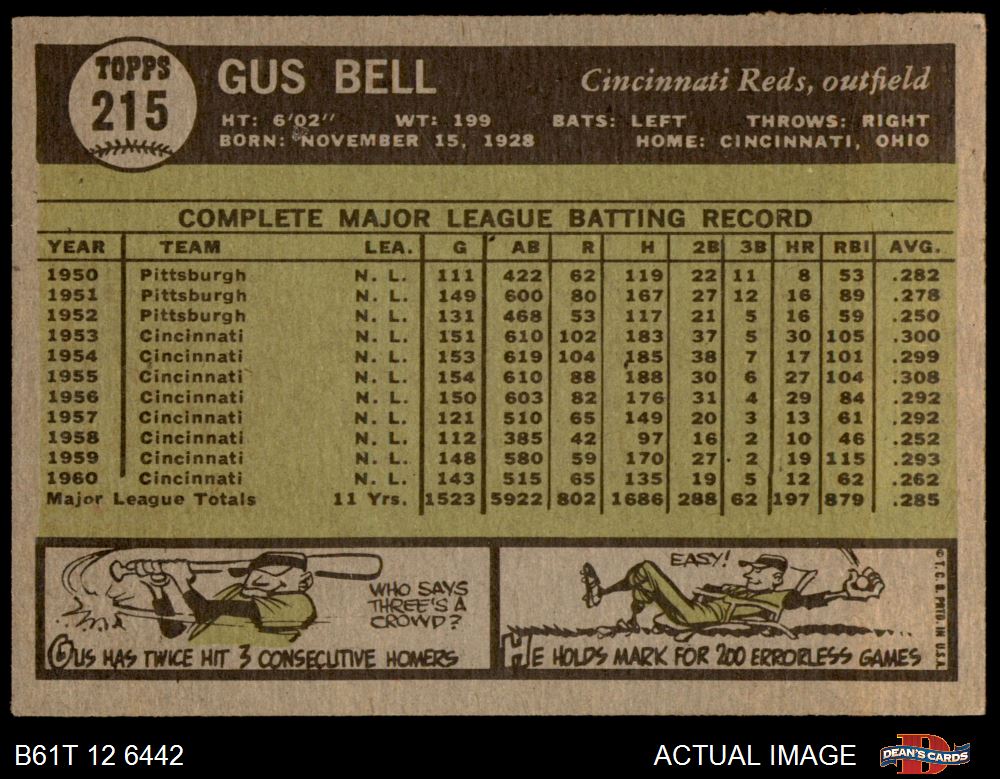 TOPPS
215
GUS BELL Cincinnati Reds, outfield
HT: 6'02" WT: 199 BATS: LEFT THROWS: RIGHT
BORN: NOVEMBER 15, 1928 HOME: CINCINNATI, OHIO
COMPLETE MAJOR LEAGUE BATTING RECORD
YEAR TEAM LEA. G AB R H 2B 3B HR RBI AVG.
1950 Pittsburgh N. L. 111 422 62 119 22 11 8 53 .282
1951 Pittsburgh N. L. 149 600 80 167 27 12 16 89 .278
1952 Pittsburgh N. L. 131 468 53 117 21 5 16 59 .250
1953 Cincinnati N. L. 151 610 102 183 37 5 30 105 .300
1954 Cincinnati N. L. 153 619 104 185 38 7 17 101 .299
1955 Cincinnati N. L. 154 610 88 188 30 6 27 104 .308
1956 Cincinnati N. L. 150 603 82 176 31 4 29 84 .292
1957 Cincinnati N. L. 121 510 65 149 20 3 13 61 .292
1958 Cincinnati N. L. 112 385 42 97 16 2 10 46 .252
1959 Cincinnati N. L. 148 580 59 170 27 2 19 115 .293
1960 Cincinnati N. L. 143 515 65 135 19 5 12 62 .262
Major League Totals 11 Yrs. 1523 5922 802 1686 288 62 197 879 .285
WHO SAYS
THREE'S A
CROWD?
GUS HAS TWICE HIT 3 CONSECUTIVE HOMERS
EASY!
HE HOLDS MARK FOR 200 ERRORLESS GAMES
© T.C.G. PRTD. IN U.S.A.
B61T 12 6442 ACTUAL IMAGE DEAN'S CARDS